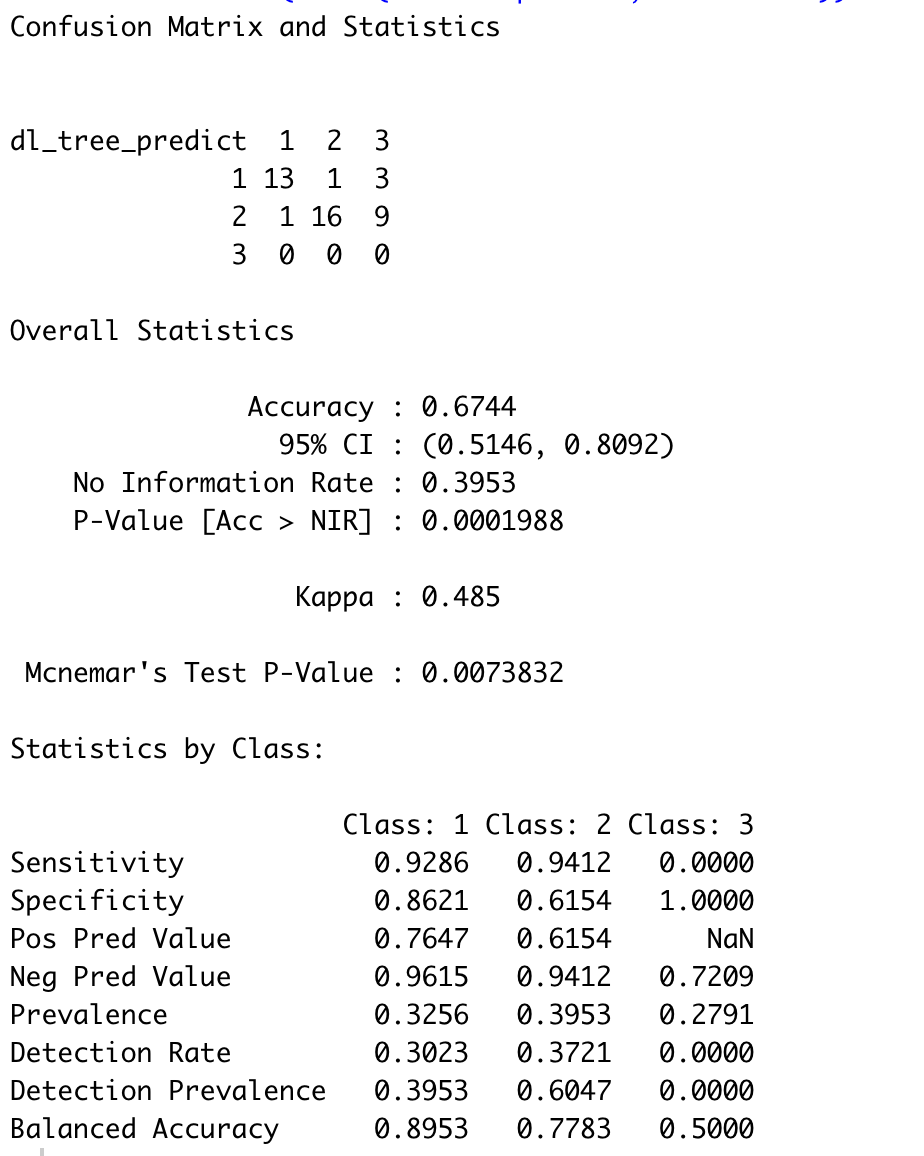 Confusion Matrix and Statistics
dl_tree_predict 1 2 3
1 13 1 3
2 1 16 9
3 0 0 0
Overall Statistics
Accuracy : 0.6744
95% CI : (0.5146, 0.8092)
No Information Rate : 0.3953
P-Value [Acc > NIR] : 0.0001988
Kappa : 0.485
Mcnemar's Test P-Value : 0.0073832
Statistics by Class:
Class: 1 Class: 2 Class: 3
Sensitivity 0.9286 0.9412 0.0000
Specificity 0.8621 0.6154 1.0000
Pos Pred Value 0.7647 0.6154 NaN
Neg Pred Value 0.9615 0.9412 0.7209
Prevalence 0.3256 0.3953 0.2791
Detection Rate 0.3023 0.3721 0.0000
Detection Prevalence 0.3953 0.6047 0.0000
Balanced Accuracy 0.8953 0.7783 0.5000